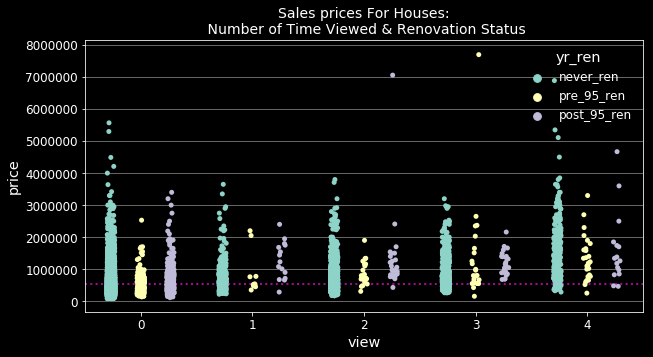 Sales prices For Houses:
Number of Time Viewed & Renovation Status
8000000
7000000
6000000
5000000
4000000
3000000
2000000
1000000
0
price
yr_ren
never_ren
pre_95_ren
post_95_ren
0 1 2 3 4
view